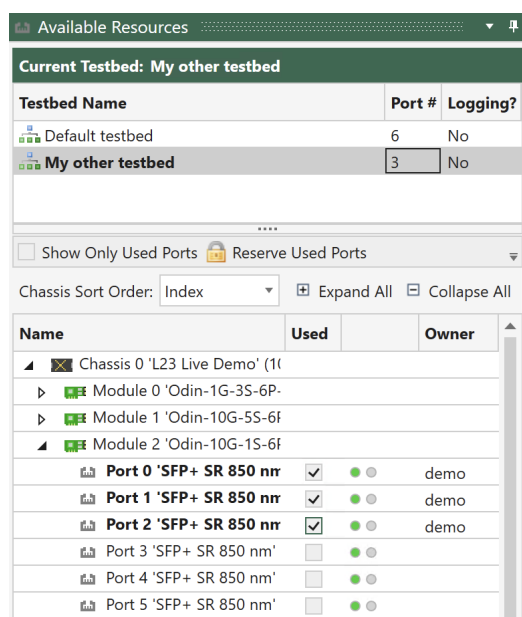 Available Resources
Current Testbed: My other testbed
Testbed Name Port # Logging?
Default testbed 6 No
My other testbed 3 No
Show Only Used Ports Reserve Used Ports
Chassis Sort Order: Index Expand All Collapse All
Name Used Owner
Chassis 0 'L23 Live Demo' (10
Module 0 'Odin-1G-3S-6P-
Module 1 'Odin-10G-5S-6P
Module 2 'Odin-10G-1S-6P
Port 0 'SFP+ SR 850 nm demo
Port 1 'SFP+ SR 850 nm demo
Port 2 'SFP+ SR 850 nm demo
Port 3 'SFP+ SR 850 nm'
Port 4 'SFP+ SR 850 nm'
Port 5 'SFP+ SR 850 nm'